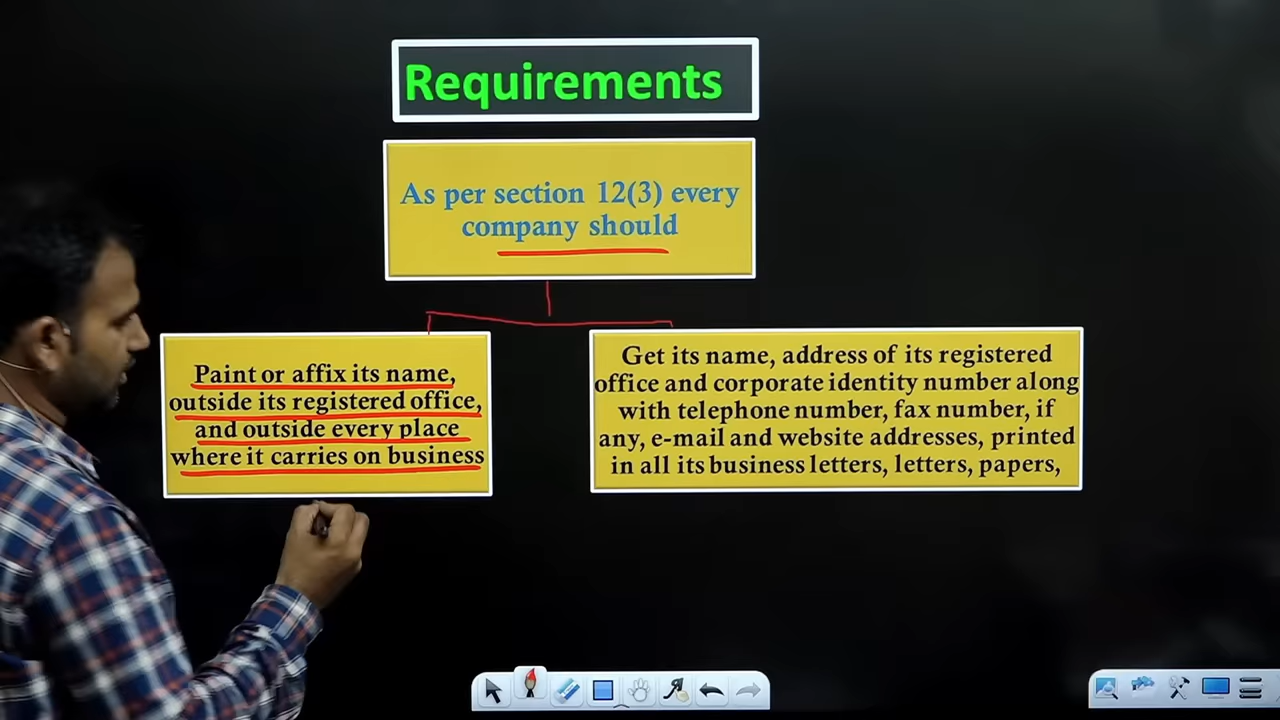 Requirements
As per section 12(3) every
company should
Paint or affix its name,
outside its registered office,
and outside every place
where it carries on business
Get its name, address of its registered
office and corporate identity number along
with telephone number, fax number, if
any, e-mail and website addresses, printed
in all its business letters, letters, papers,